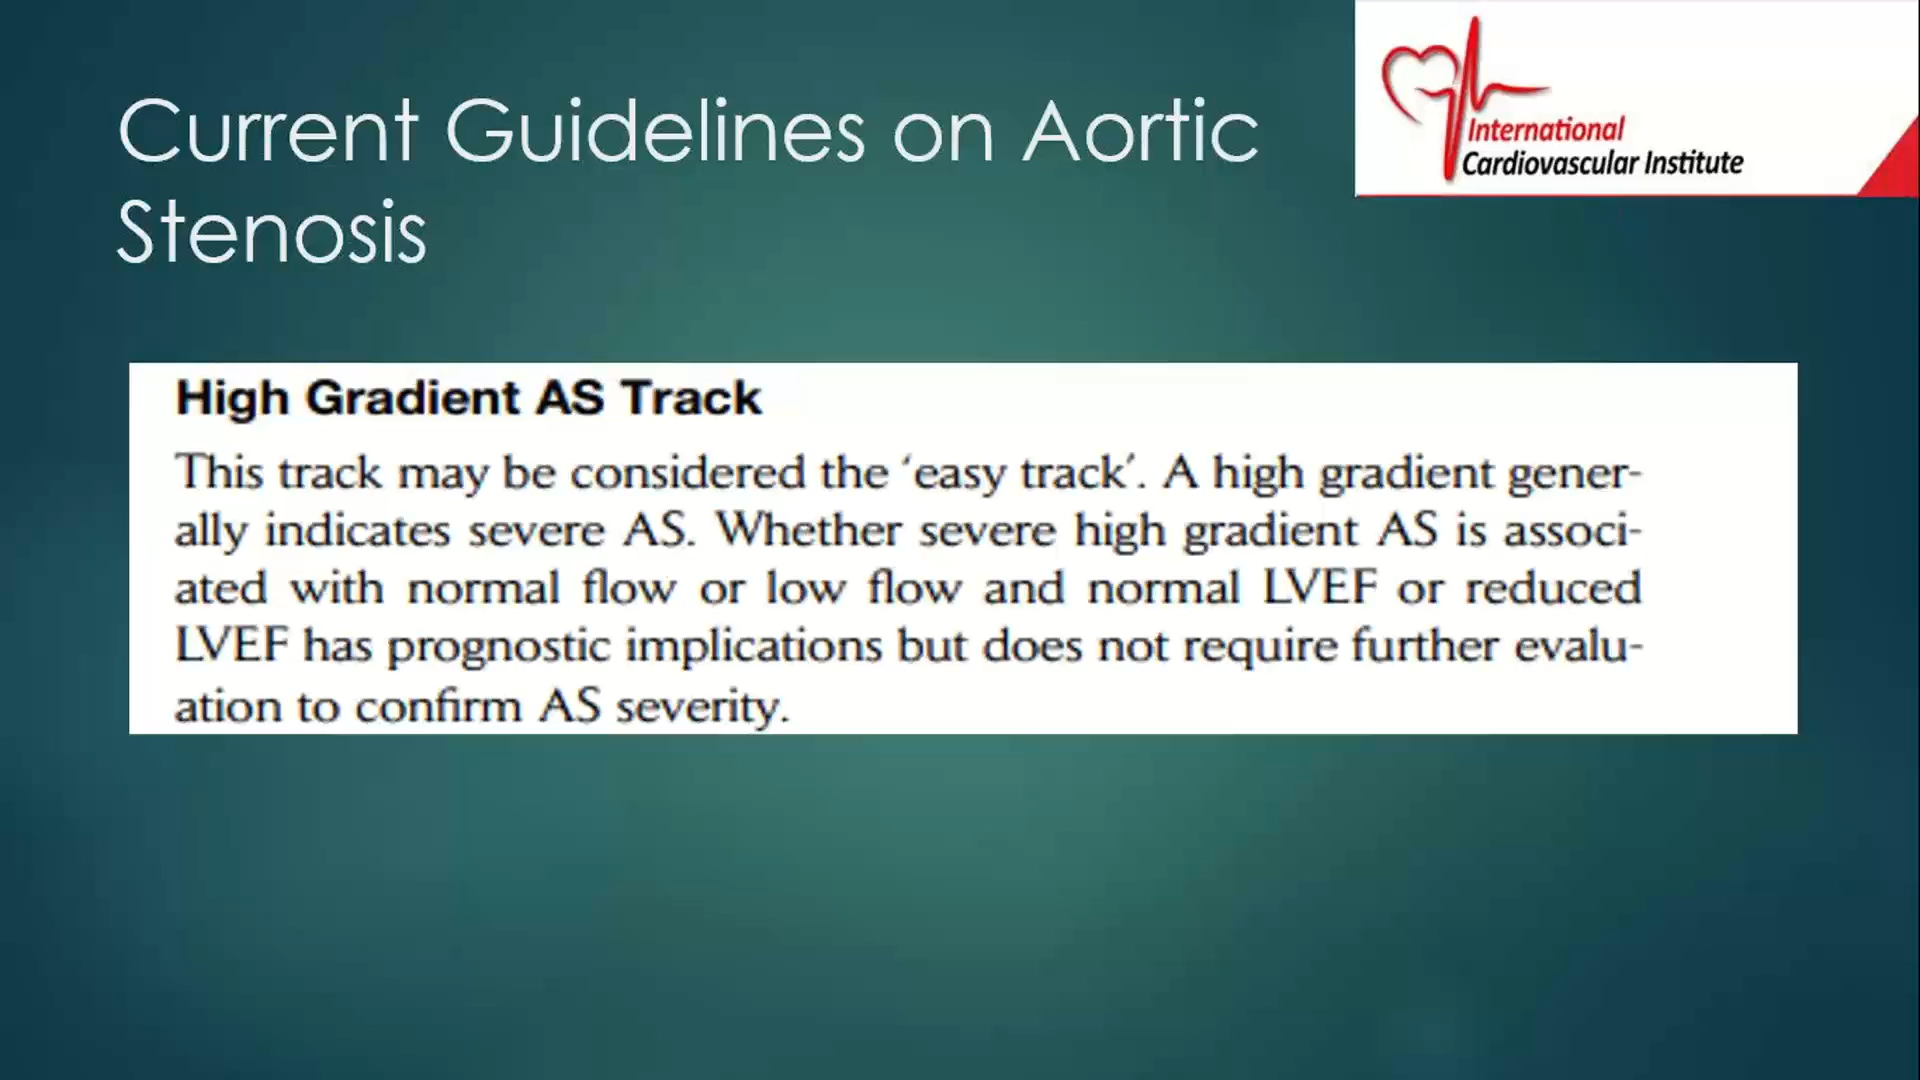 Current Guidelines on Aortic
Stenosis
International
Cardiovascular Institute
High Gradient AS Track
This track may be considered the ‘easy track’. A high gradient gener-
ally indicates severe AS. Whether severe high gradient AS is associ-
ated with normal flow or low flow and normal LVEF or reduced
LVEF has prognostic implications but does not require further evalu-
ation to confirm AS severity.